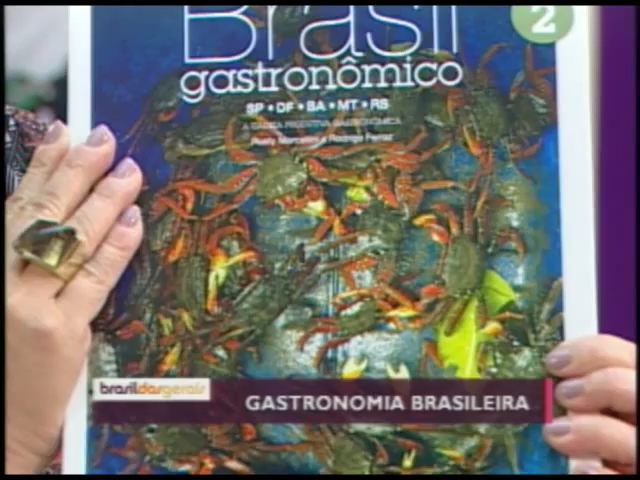 Brasil
2
gastronômico
SP • DF • BA • MT • RS
brasildasgerais
GASTRONOMIA BRASILEIRA